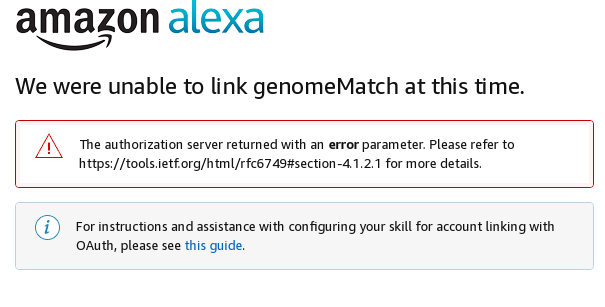 amazon alexa
We were unable to link genomeMatch at this time.
The authorization server returned with an error parameter. Please refer to
https://tools.ietf.org/html/rfc6749#section-4.1.2.1 for more details.
For instructions and assistance with configuring your skill for account linking with
OAuth, please see this guide.